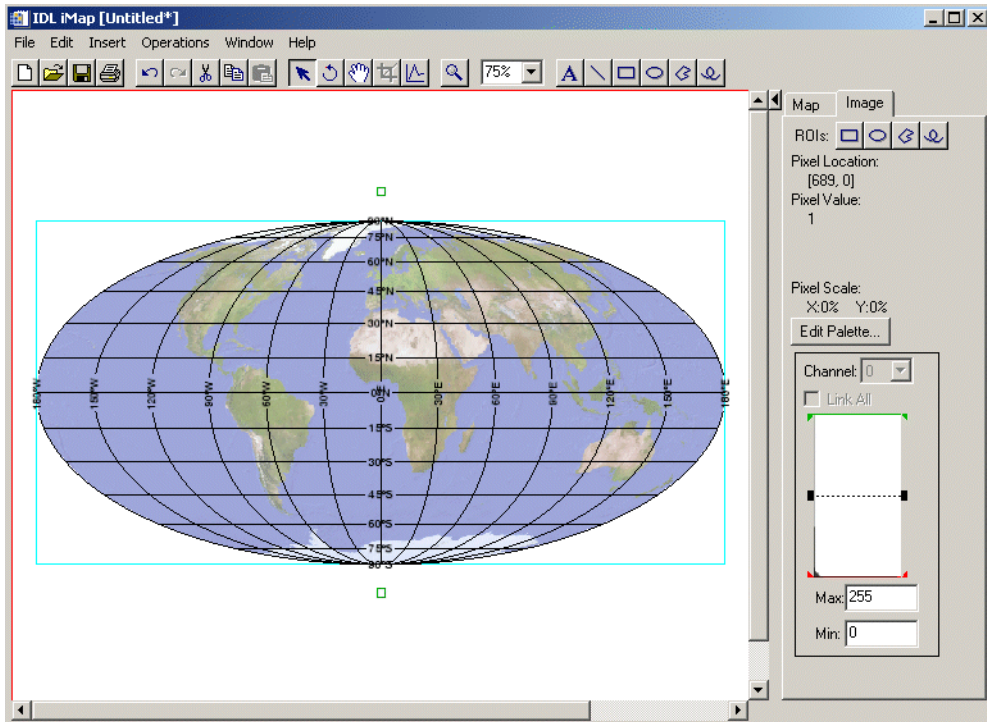 IDL iMap [Untitled*]
File Edit Insert Operations Window Help
75% A
Map Image
ROIs:
Pixel Location:
[689, 0]
Pixel Value:
1
Pixel Scale:
X:0% Y:0%
Edit Palette...
Channel: 0
Link All
Max: 255
Min: 0
90°N
75°N
60°N
45°N
30°N
15°N
180°W 150°W 120°W 90°W 60°W 0°N 30°E 60°E 90°E 120°E 150°E 180°E
15°S
30°S
45°S
60°S
75°S
90°S